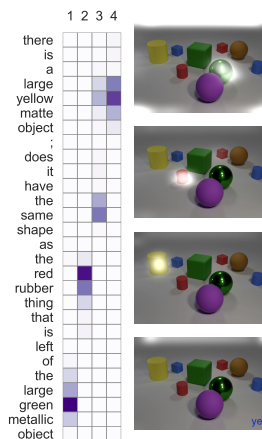 1 2 3 4
there
is
a
large
yellow
matte
object
;
does
it
have
the
same
shape
as
the
red
rubber
thing
that
is
left
of
the
large
green
metallic
object
ye